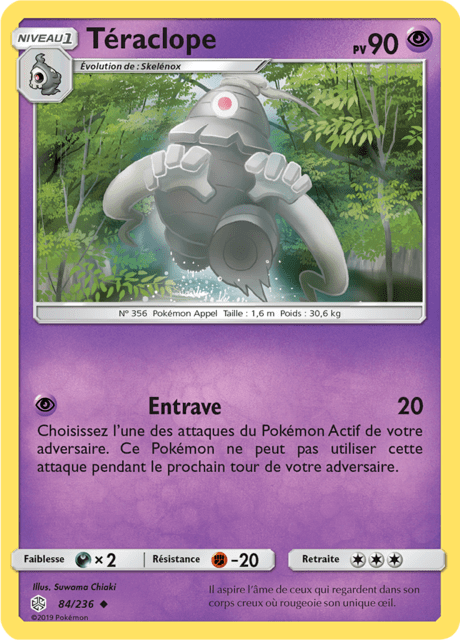 NIVEAU 1
Téraclope
PV 90
Évolution de : Skelénox
N° 356 Pokémon Appel Taille : 1,6 m Poids : 30,6 kg
Entrave 20
Choisissez l'une des attaques du Pokémon Actif de votre
adversaire. Ce Pokémon ne peut pas utiliser cette
attaque pendant le prochain tour de votre adversaire.
Faiblesse ×2 Résistance -20 Retraite
Illus. Suwama Chiaki
84/236
©2019 Pokémon
Il aspire l'âme de ceux qui regardent dans son
corps creux où rougeoie son unique œil.